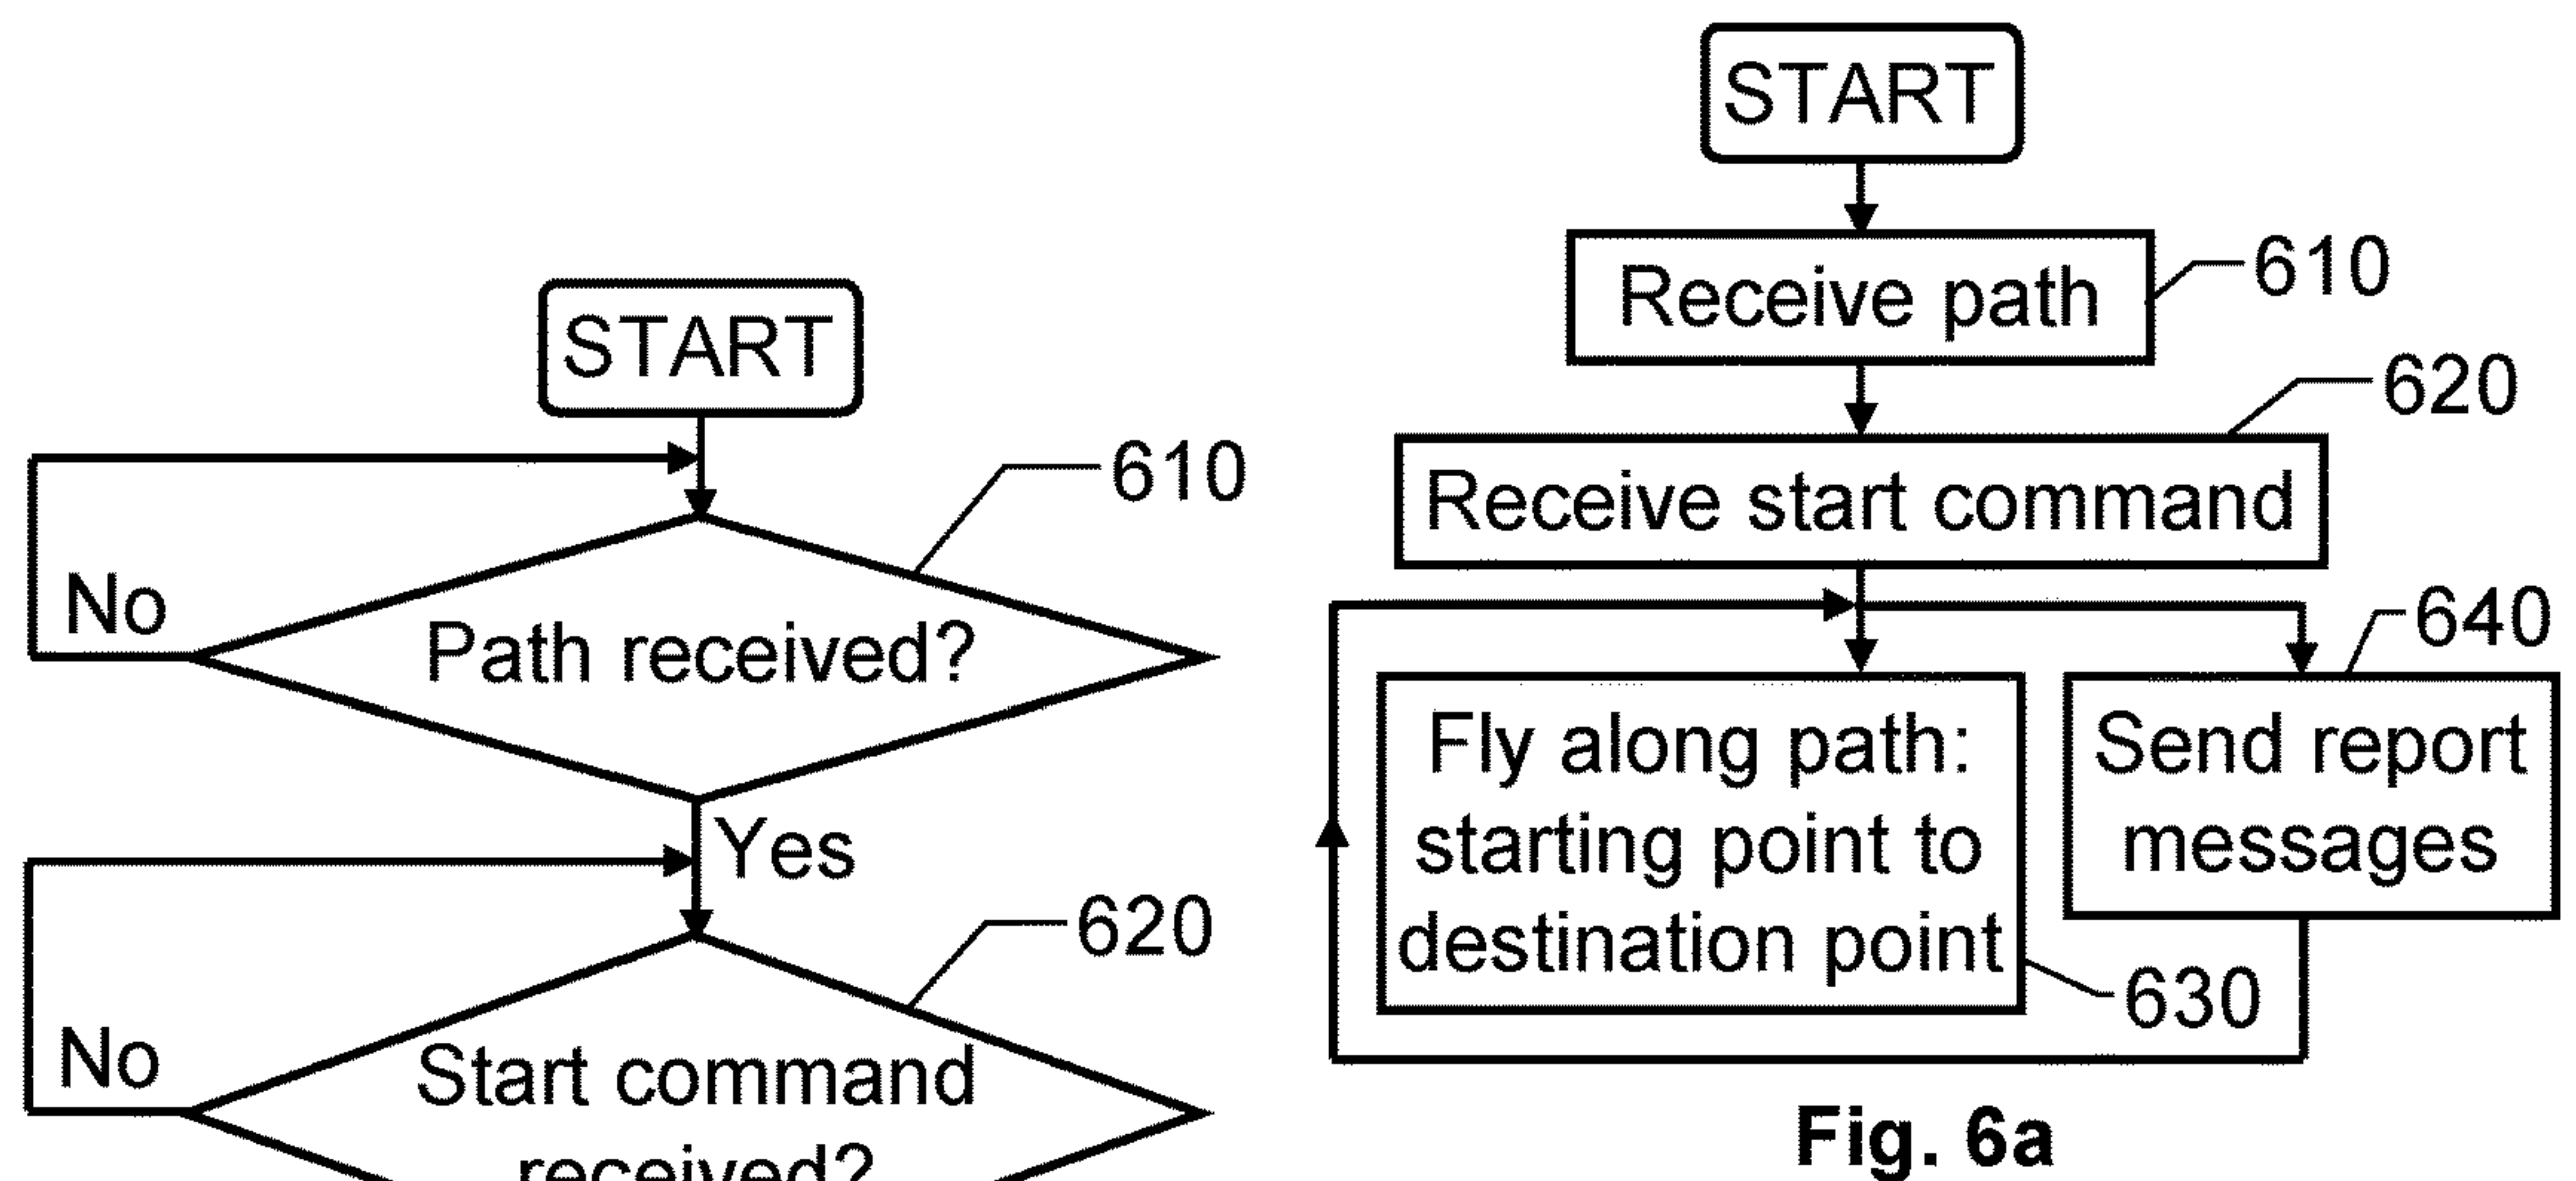 START
610
No
Path received?
Yes
620
No
Start command
received?
START
Receive path
610
620
Receive start command
640
Fly along path:
starting point to
destination point
Send report
messages
630
Fig. 6a